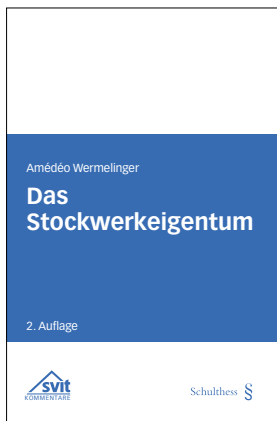 Amédéo Wermelinger
Das
Stockwerkeigentum
2. Auflage
svit
KOMMENTARE
Schulthess §